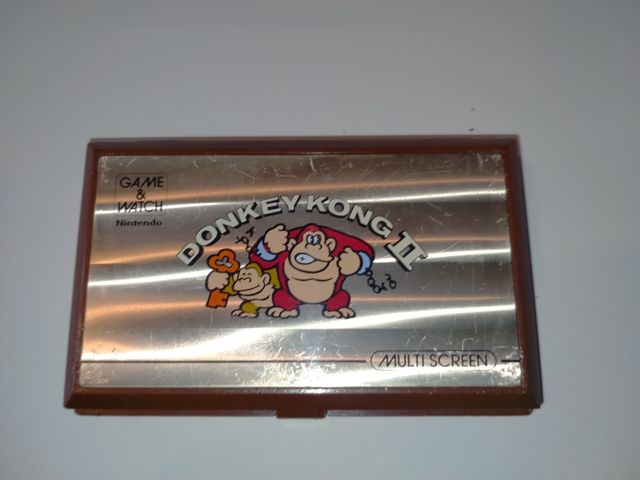 GAME
&
WATCH
Nintendo
DONKEY KONG II
MULTI SCREEN